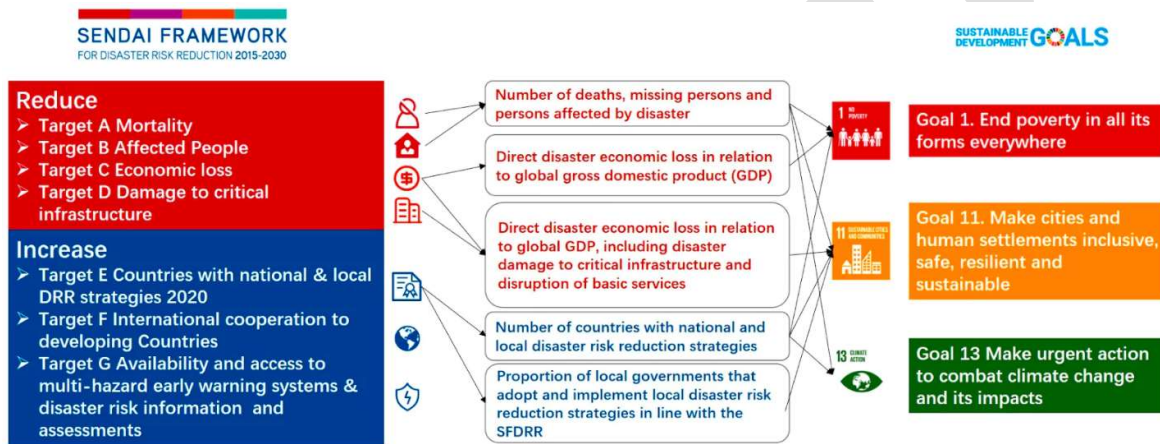 SENDAI FRAMEWORK
FOR DISASTER RISK REDUCTION 2015-2030
SUSTAINABLE
DEVELOPMENT GOALS
Reduce
➢ Target A Mortality
➢ Target B Affected People
➢ Target C Economic loss
➢ Target D Damage to critical
infrastructure
Increase
➢ Target E Countries with national & local
DRR strategies 2020
➢ Target F International cooperation to
developing Countries
➢ Target G Availability and access to
multi-hazard early warning systems &
disaster risk information and
assessments
Number of deaths, missing persons and
persons affected by disaster
Direct disaster economic loss in relation
to global gross domestic product (GDP)
Direct disaster economic loss in relation
to global GDP, including disaster
damage to critical infrastructure and
disruption of basic services
Number of countries with national and
local disaster risk reduction strategies
Proportion of local governments that
adopt and implement local disaster risk
reduction strategies in line with the
SFDRR
1 NO
POVERTY
11 SUSTAINABLE CITIES
AND COMMUNITIES
13 CLIMATE
ACTION
Goal 1. End poverty in all its
forms everywhere
Goal 11. Make cities and
human settlements inclusive,
safe, resilient and
sustainable
Goal 13 Make urgent action
to combat climate change
and its impacts